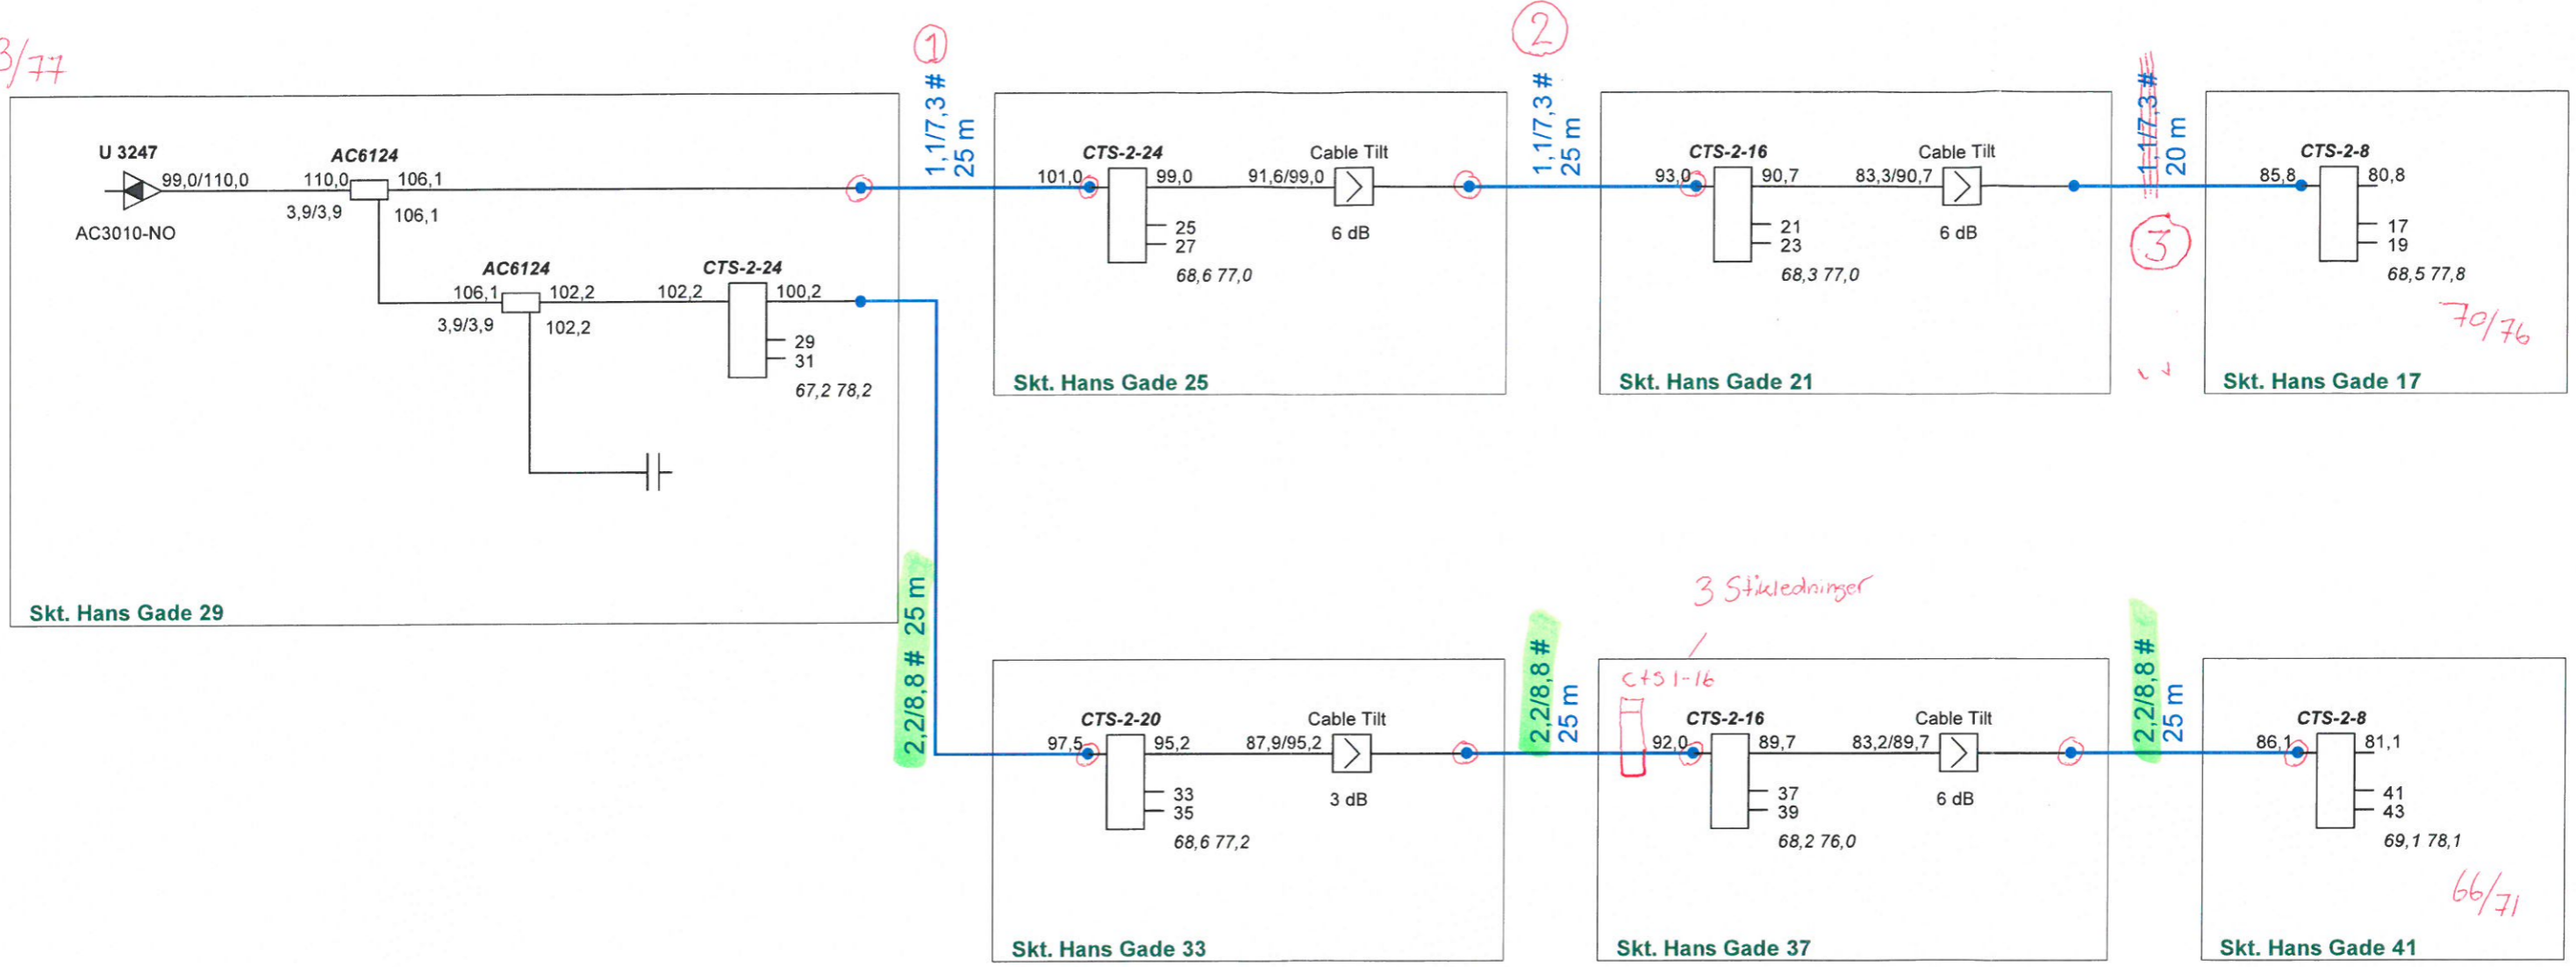 3/77
1
1,1/7,3 #
25 m
2
1,1/7,3 #
25 m
1,1/7,3 #
20 m
3
U 3247
99,0/110,0
AC3010-NO
AC6124
110,0
106,1
3,9/3,9
106,1
AC6124
106,1
102,2
3,9/3,9
102,2
CTS-2-24
102,2
100,2
29
31
67,2 78,2
Skt. Hans Gade 29
CTS-2-24
101,0
99,0
25
27
68,6 77,0
Cable Tilt
91,6/99,0
6 dB
Skt. Hans Gade 25
CTS-2-16
93,0
90,7
21
23
68,3 77,0
Cable Tilt
83,3/90,7
6 dB
Skt. Hans Gade 21
CTS-2-8
85,8
80,8
17
19
68,5 77,8
70/76
Skt. Hans Gade 17
2,2/8,8 # 25 m
CTS-2-20
97,5
95,2
33
35
68,6 77,2
Cable Tilt
87,9/95,2
3 dB
Skt. Hans Gade 33
2,2/8,8 #
25 m
3 Stikledninger
CTS 1-16
CTS-2-16
92,0
89,7
37
39
68,2 76,0
Cable Tilt
83,2/89,7
6 dB
Skt. Hans Gade 37
2,2/8,8 #
25 m
CTS-2-8
86,1
81,1
41
43
69,1 78,1
66/71
Skt. Hans Gade 41